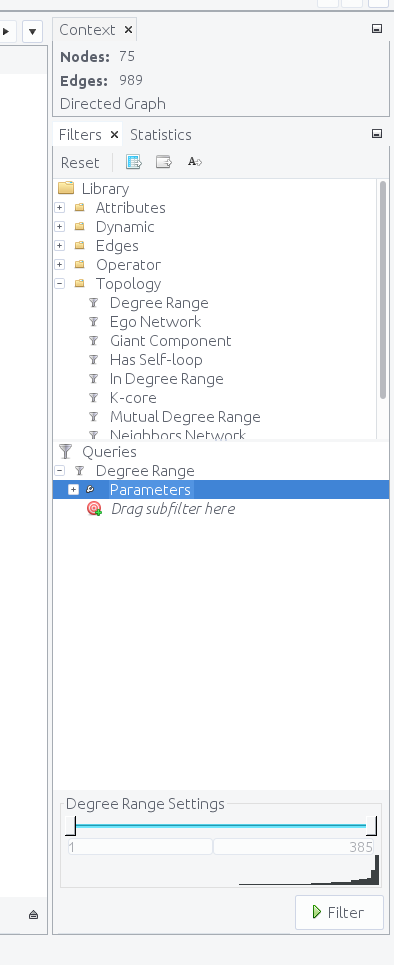 Context
Nodes: 75
Edges: 989
Directed Graph
Filters Statistics
Reset
Library
Attributes
Dynamic
Edges
Operator
Topology
Degree Range
Ego Network
Giant Component
Has Self-loop
In Degree Range
K-core
Mutual Degree Range
Neighbors Network
Queries
Degree Range
Parameters
Drag subfilter here
Degree Range Settings
1 385
Filter